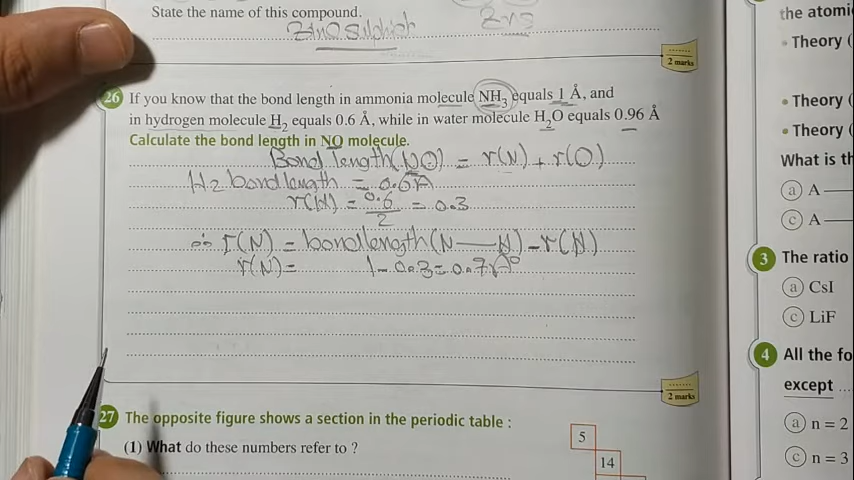 State the name of this compound.
Zinc Sulphid
ZnS
2 marks
26 If you know that the bond length in ammonia molecule NH3 equals 1 Å, and
in hydrogen molecule H2 equals 0.6 Å, while in water molecule H2O equals 0.96 Å
Calculate the bond length in NO molecule.
Bond length(NO) = r(N) + r(O)
H2 bond length = 0.6A
r(H) = 0.6/2 = 0.3
∴ r(N) = bond length(N—H) - r(H)
r(N) = 1 - 0.3 = 0.7 A°
2 marks
27 The opposite figure shows a section in the periodic table :
(1) What do these numbers refer to ?
5
14
the atomi
• Theory (
• Theory (
• Theory (
What is th
a A
c A
3 The ratio
a CsI
c LiF
4 All the fo
except
a n = 2
c n = 3